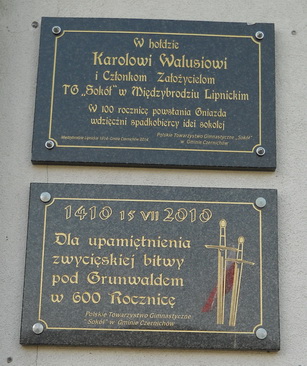 W hołdzie
Karolowi Walusiowi
i Członkom Założycielom
TG „Sokół” w Międzybrodziu Lipnickim
W 100 rocznicę powstania Gniazda
wdzięczni spadkobiercy idei sokolej
Polskie Towarzystwo Gimnastyczne „Sokół”
w Gminie Czernichów
1410 15 VII 2010
Dla upamiętnienia
zwycięskiej bitwy
pod Grunwaldem
w 600 Rocznicę
Polskie Towarzystwo Gimnastyczne
"Sokół" w Gminie Czernichów